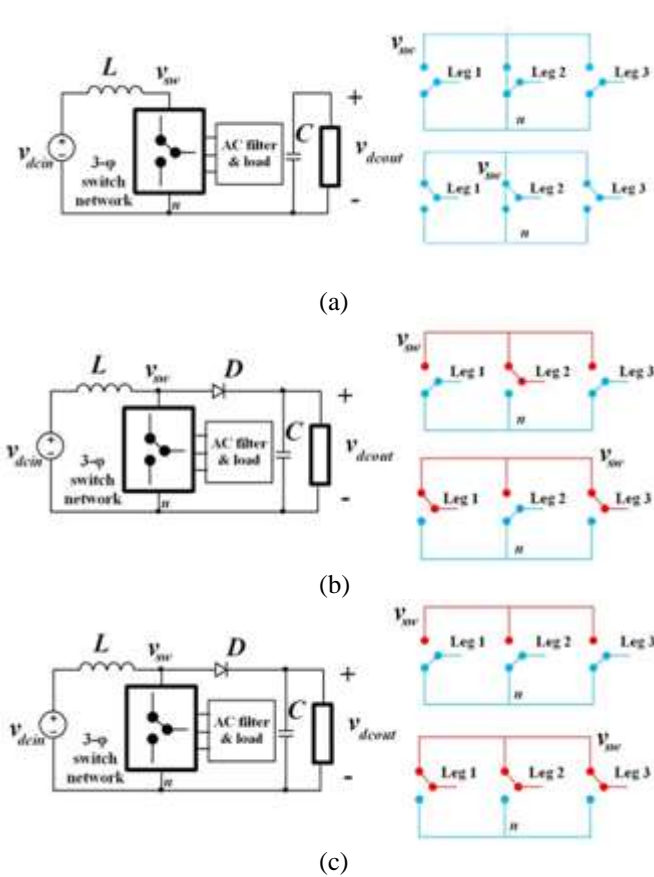 L
v_sw
v_dcin
3-φ
switch
network
n
AC filter
& load
C
+
v_dcout
-
v_sw
Leg 1
Leg 2
Leg 3
n
v_sw
Leg 1
Leg 2
Leg 3
n
(a)
L
v_sw
D
v_dcin
3-φ
switch
network
n
AC filter
& load
C
+
v_dcout
-
v_sw
Leg 1
Leg 2
Leg 3
n
v_sw
Leg 1
Leg 2
Leg 3
n
(b)
L
v_sw
D
v_dcin
3-φ
switch
network
n
AC filter
& load
C
+
v_dcout
-
v_sw
Leg 1
Leg 2
Leg 3
n
v_sw
Leg 1
Leg 2
Leg 3
n
(c)